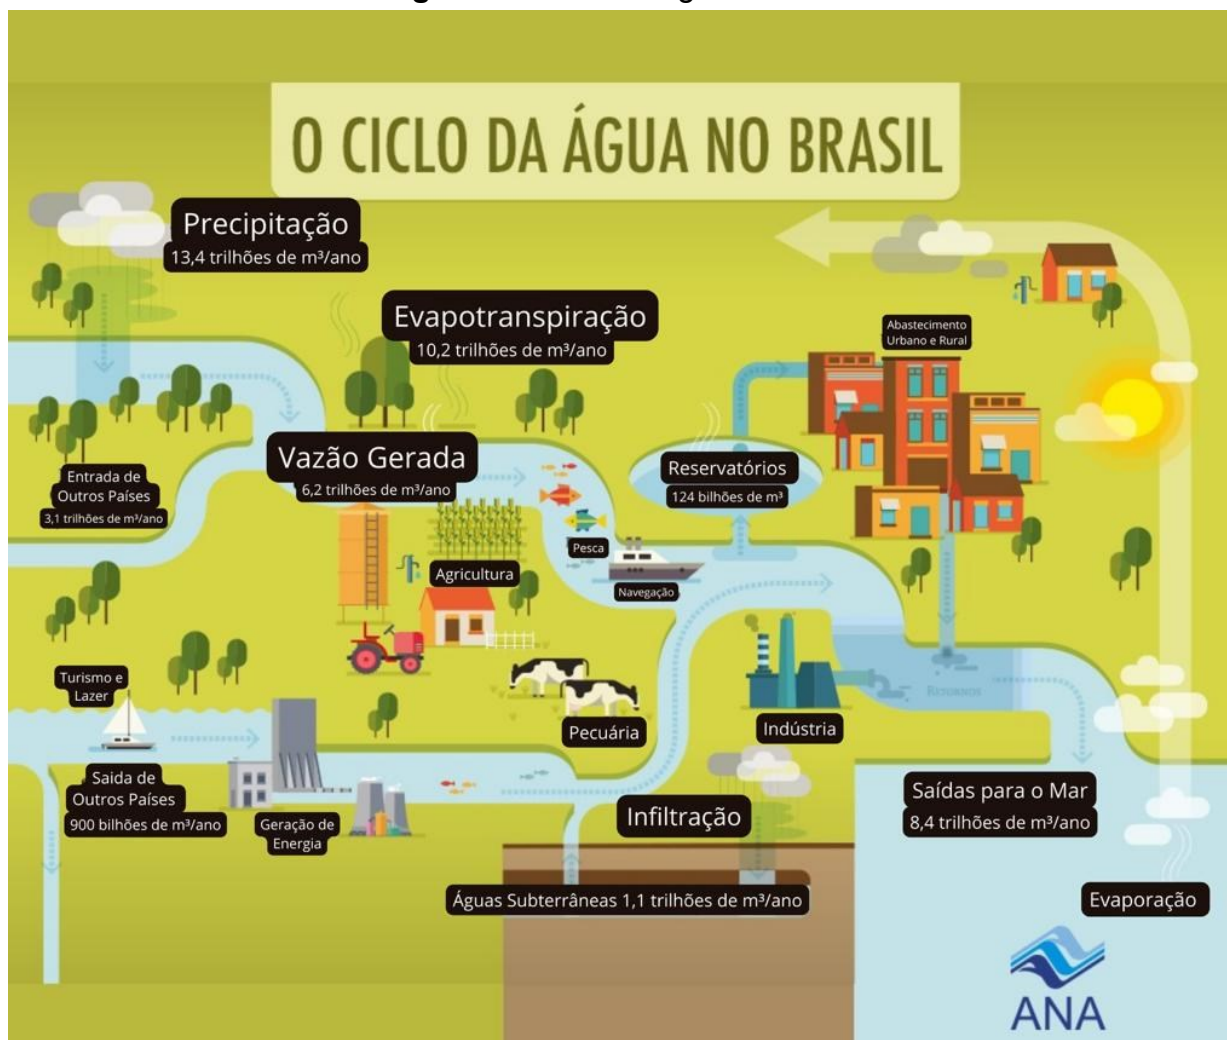 O CICLO DA ÁGUA NO BRASIL
Precipitação
13,4 trilhões de m³/ano
Evapotranspiração
10,2 trilhões de m³/ano
Abastecimento
Urbano e Rural
Entrada de
Outros Países
3,1 trilhões de m³/ano
Vazão Gerada
6,2 trilhões de m³/ano
Reservatórios
124 bilhões de m³
Pesca
Agricultura
Navegação
Turismo e
Lazer
Retornos
Pecuária
Indústria
Saida de
Outros Países
900 bilhões de m³/ano
Geração de
Energia
Infiltração
Saídas para o Mar
8,4 trilhões de m³/ano
Águas Subterrâneas 1,1 trilhões de m³/ano
Evaporação
ANA